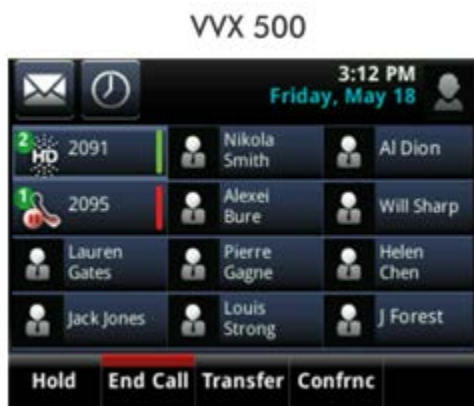 VVX 500
3:12 PM
Friday, May 18
2 HD 2091
Nikola
Smith
Al Dion
1 2095
Alexei
Bure
Will Sharp
Lauren
Gates
Pierre
Gagne
Helen
Chen
Jack Jones
Louis
Strong
J Forest
Hold End Call Transfer Confrnc